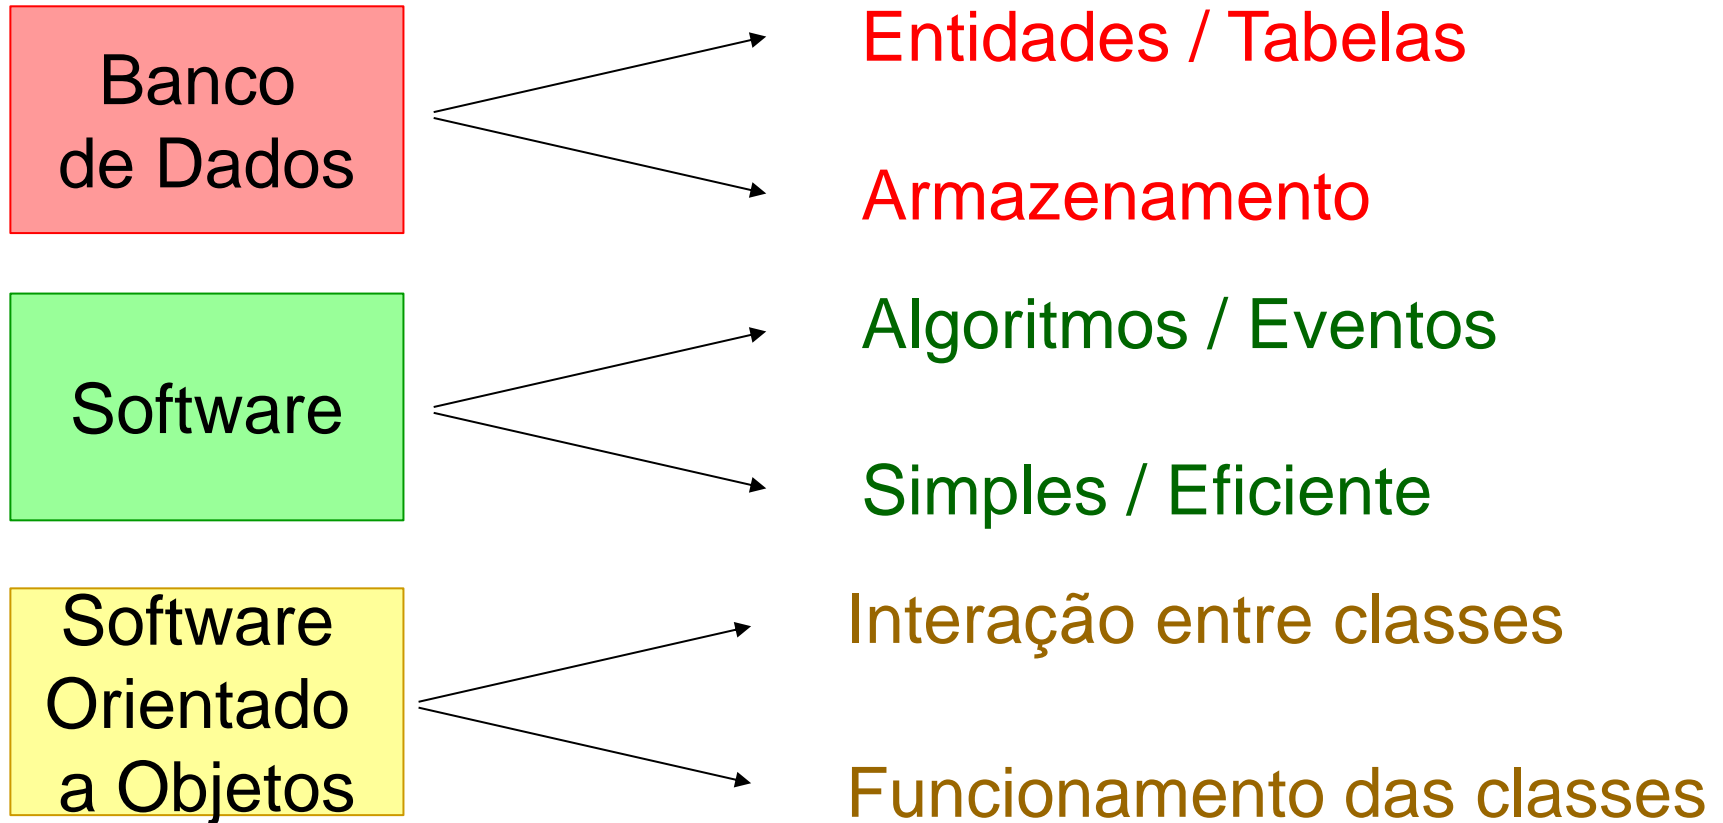 Banco
de Dados
Entidades / Tabelas
Armazenamento
Software
Algoritmos / Eventos
Simples / Eficiente
Software
Orientado
a Objetos
Interação entre classes
Funcionamento das classes